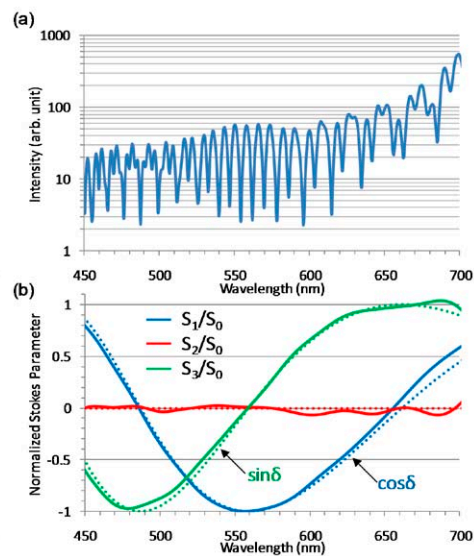 (a)
1000
100
10
1
Intensity (arb. unit)
450 500 550 600 650 700
Wavelength (nm)
(b)
1
0.5
0
-0.5
-1
Normalized Stokes Parameter
S1/S0
S2/S0
S3/S0
sinδ
cosδ
450 500 550 600 650 700
Wavelength (nm)